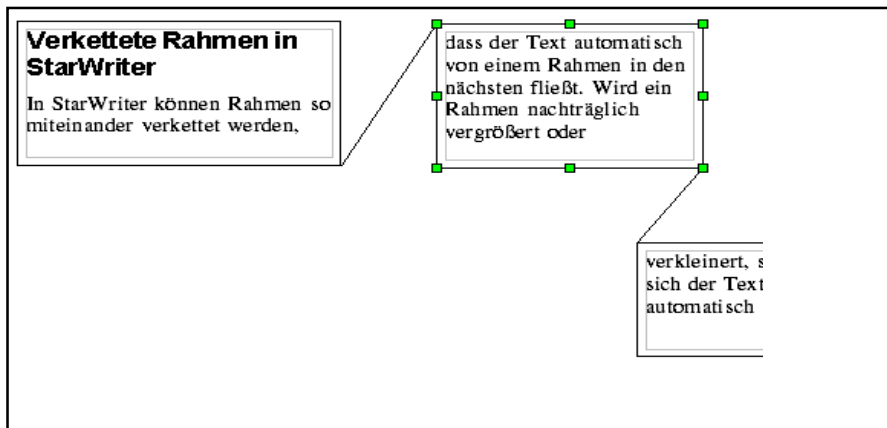 Verkettete Rahmen in
StarWriter
In StarWriter können Rahmen so
miteinander verkettet werden,
dass der Text automatisch
von einem Rahmen in den
nächsten fließt. Wird ein
Rahmen nachträglich
vergrößert oder
verkleinert,
sich der Text
automatisch